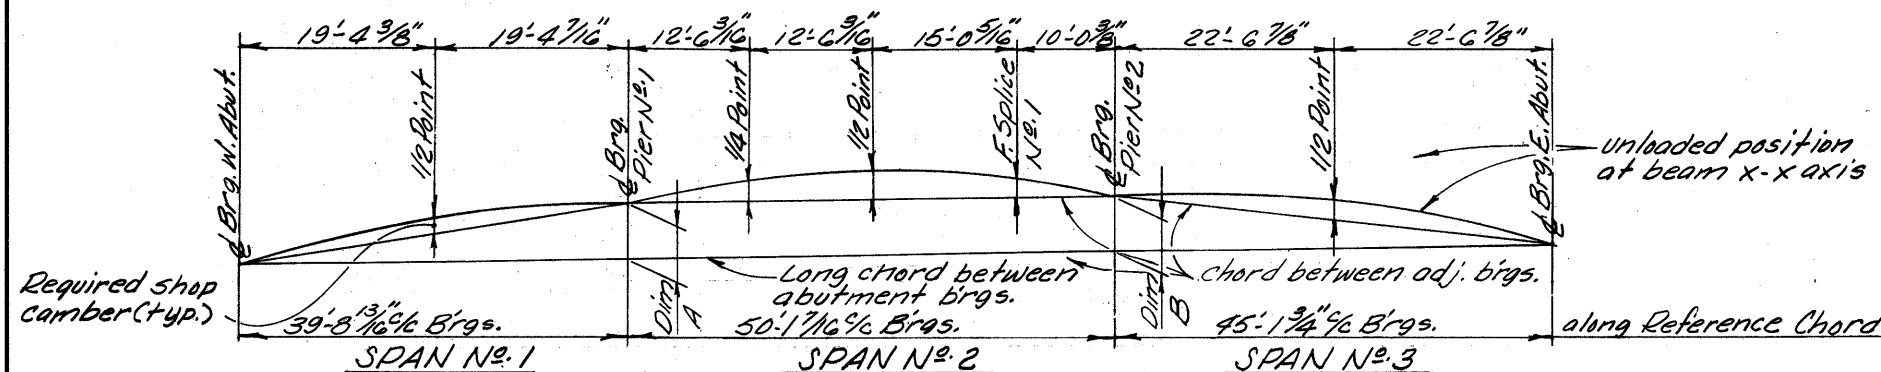 19'-4 3/8"
19'-4 7/16"
12'-6 3/16"
12'-6 3/16"
15'-0 5/16"
10'-0 3/8"
22'-6 7/8"
22'-6 7/8"
℄ Brg. W. Abut.
1/2 Point
℄ Brg.
Pier Nº. 1
1/4 Point
1/2 Point
F. Splice
Nº. 1
℄ Brg.
Pier Nº 2
1/2 Point
℄ Brg. E. Abut.
unloaded position
at beam x-x axis
Required shop
camber (typ.)
Dim
A
Long chord between
abutment brgs.
Dim
B
Chord between adj. brgs.
39'-8 13/16" c/c Brgs.
50'-1 7/16 c/c Brgs.
45'-1 3/4" c/c Brgs.
along Reference Chord
SPAN Nº. 1
SPAN Nº. 2
SPAN Nº. 3